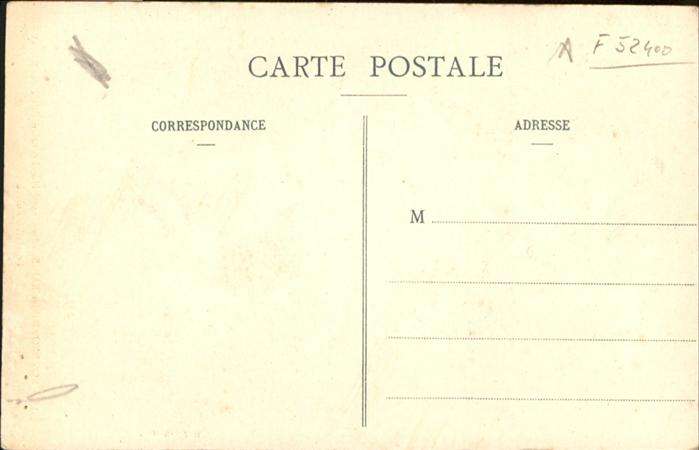 A F 52400
CARTE POSTALE
CORRESPONDANCE
ADRESSE
M